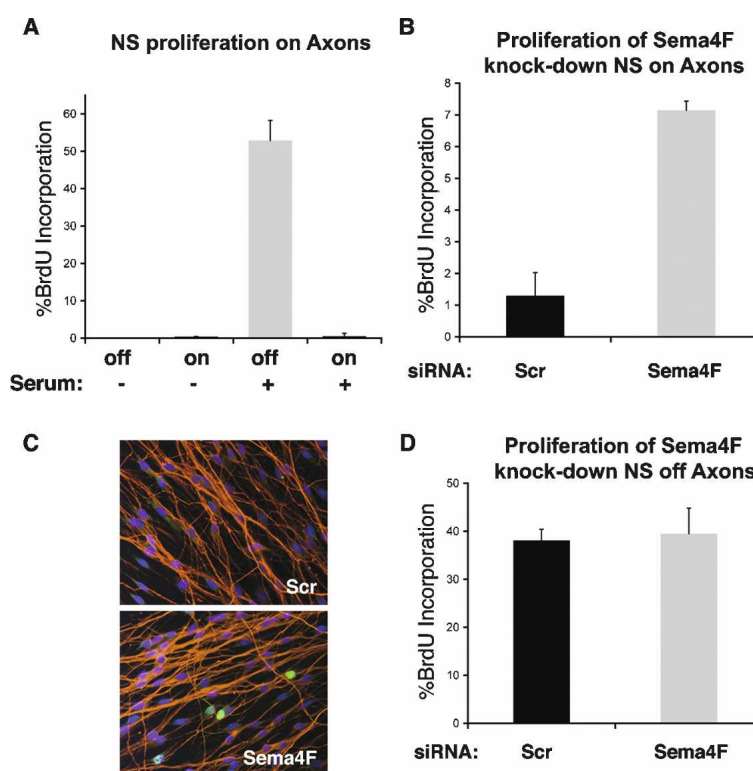 A
NS proliferation on Axons
%BrdU Incorporation
60
50
40
30
20
10
0
off on off on
Serum: - - + +
B
Proliferation of Sema4F
knock-down NS on Axons
%BrdU Incorporation
8
7
6
5
4
3
2
1
0
siRNA: Scr Sema4F
C
Scr
Sema4F
D
Proliferation of Sema4F
knock-down NS off Axons
%BrdU Incorporation
50
40
30
20
10
0
siRNA: Scr Sema4F